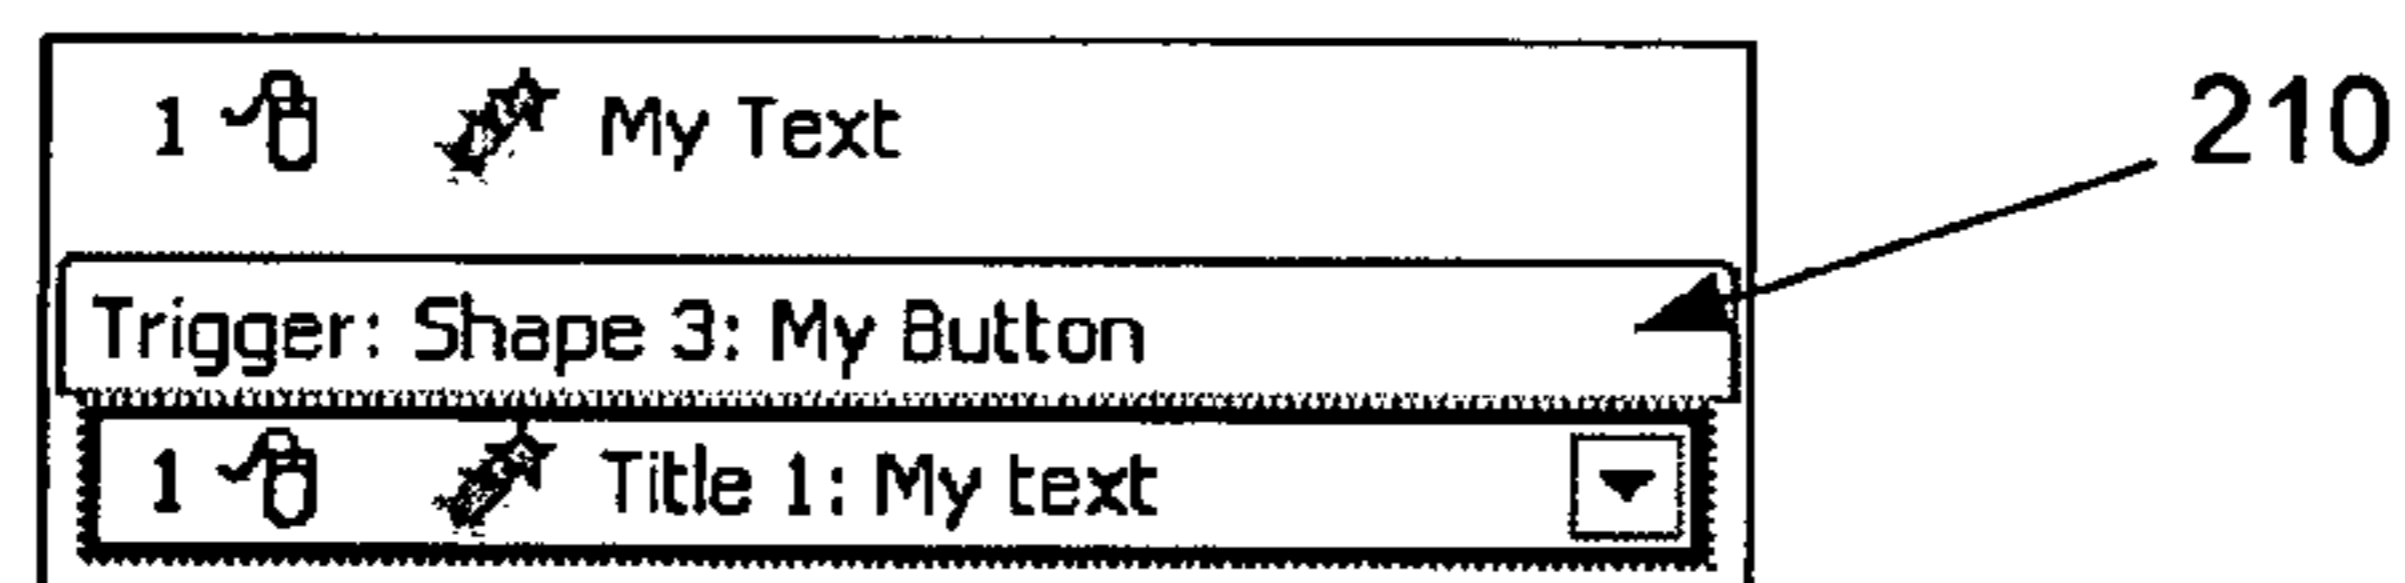 1 My Text
210
Trigger: Shape 3: My Button
1 Title 1: My text